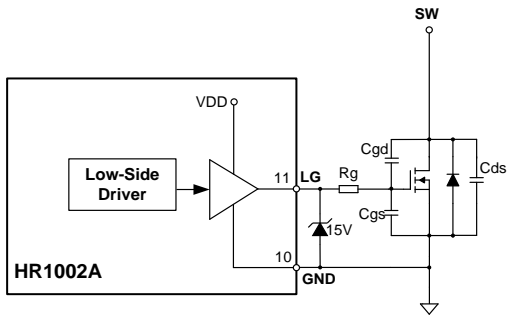 SW
VDD
Low-Side
Driver
11
LG
Rg
Cgd
Cds
Cgs
15V
10
GND
HR1002A